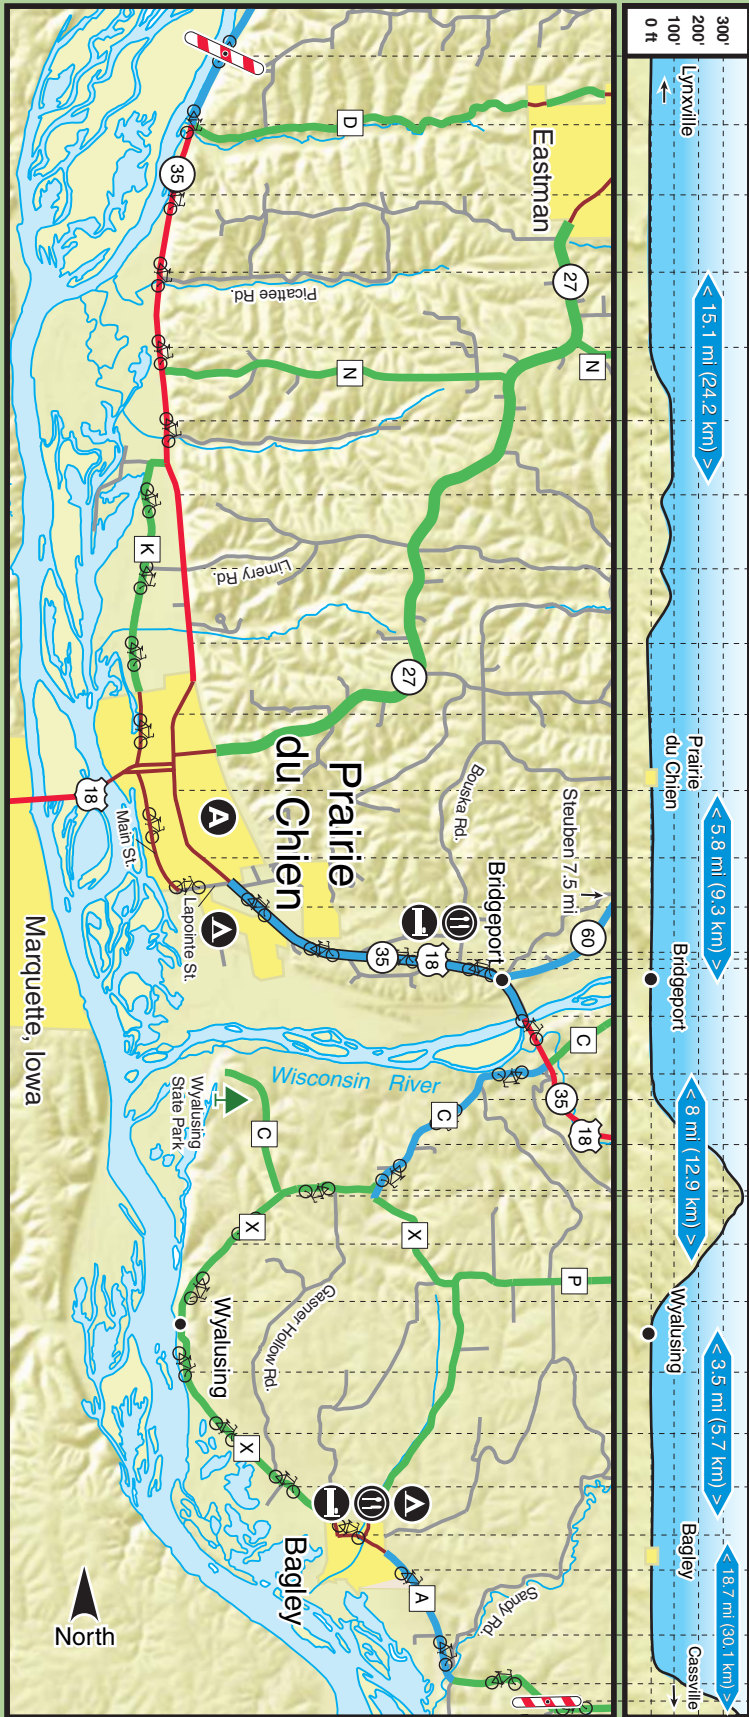 300'
200'
100'
0 ft
Lynxville
< 15.1 mi (24.2 km) >
Prairie
du Chien
< 5.8 mi (9.3 km) >
Bridgeport
< 8 mi (12.9 km) >
Wyalusing
< 3.5 mi (5.7 km) >
Bagley
< 18.7 mi (30.1 km) >
Cassville
D
Eastman
35
27
N
Picattee Rd.
N
K
Limery Rd.
27
Prairie
du Chien
18
Main St.
Lapointe St.
Bouska Rd.
Steuben 7.5 mi
Bridgeport
60
35
18
Marquette, Iowa
Wisconsin River
C
35
18
C
Wyalusing
State Park
C
X
X
P
Gasner Hollow Rd.
Wyalusing
X
Bagley
A
Sandy Rd.
North